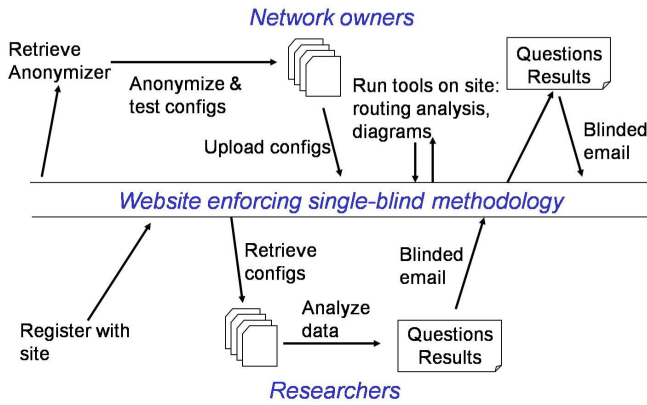 Network owners
Retrieve
Anonymizer
Anonymize &
test configs
Upload configs
Run tools on site:
routing analysis,
diagrams
Questions
Results
Blinded
email
Website enforcing single-blind methodology
Register with
site
Retrieve
configs
Analyze
data
Questions
Results
Blinded
email
Researchers